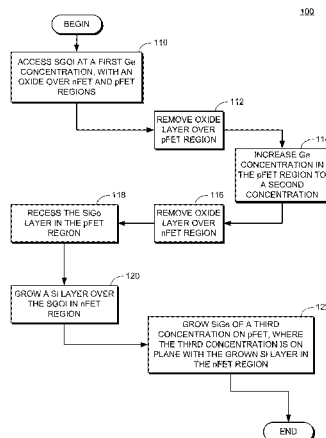 100
BEGIN
110
ACCESS SGOI AT A FIRST Ge
CONCENTRATION, WITH AN
OXIDE OVER nFET AND pFET
REGIONS
112
REMOVE OXIDE
LAYER OVER
pFET REGION
114
INCREASE Ge
CONCENTRATION IN
THE pFET REGION TO
A SECOND
CONCENTRATION
116
REMOVE OXIDE
LAYER OVER
nFET REGION
118
RECESS THE SiGe
LAYER IN THE pFET
REGION
120
GROW A Si LAYER OVER
THE SGOI IN nFET
REGION
122
GROW SiGe OF A THIRD
CONCENTRATION ON pFET, WHERE
THE THIRD CONCENTRATION IS ON
PLANE WITH THE GROWN Si LAYER IN
THE nFET REGION
END